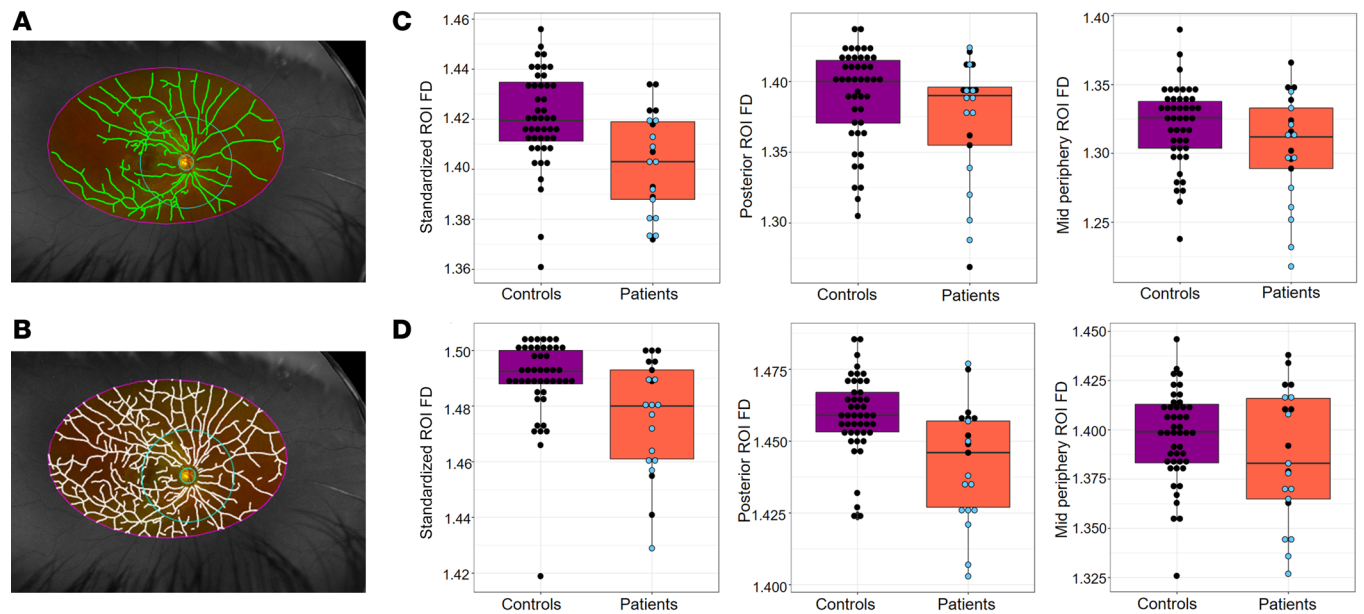 A
C
Standardized ROI FD
1.46
1.44
1.42
1.40
1.38
1.36
Controls
Patients
Posterior ROI FD
1.40
1.35
1.30
Controls
Patients
Mid periphery ROI FD
1.40
1.35
1.30
1.25
Controls
Patients
B
D
Standardized ROI FD
1.50
1.48
1.46
1.44
1.42
Controls
Patients
Posterior ROI FD
1.475
1.450
1.425
1.400
Controls
Patients
Mid periphery ROI FD
1.450
1.425
1.400
1.375
1.350
1.325
Controls
Patients